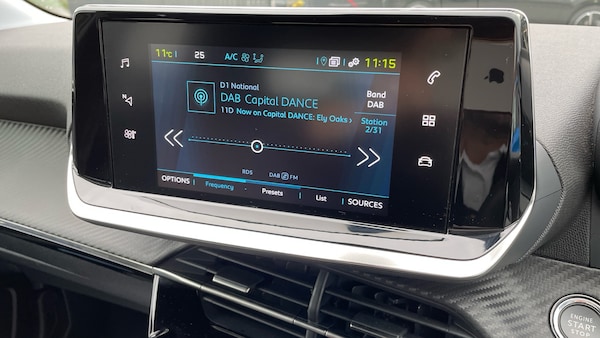 11°c
25
A/C
11:15
D1 National
DAB Capital DANCE
11D Now on Capital DANCE: Ely Oaks
Band
DAB
Station
2/31
RDS
DAB FM
OPTIONS
Frequency
Presets
List
SOURCES
N
ENGINE
START
STOP